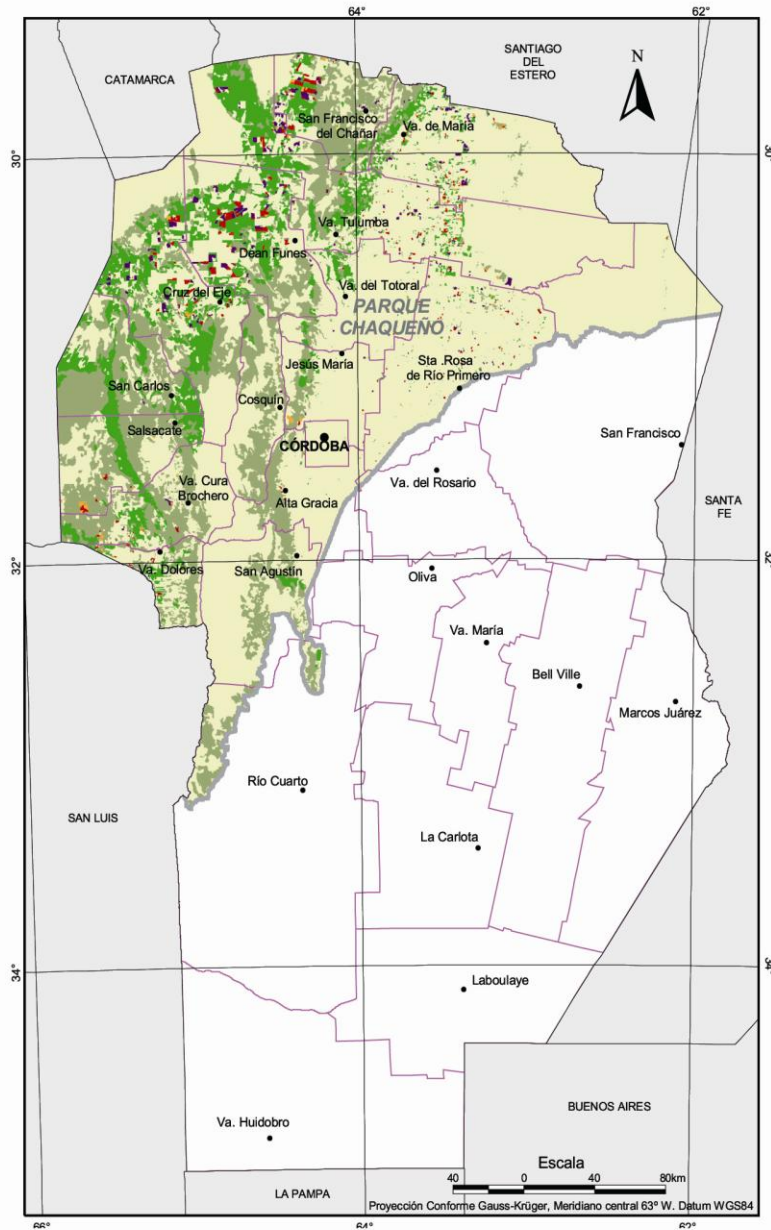 64°
62°
CATAMARCA
SANTIAGO
DEL
ESTERO
N
San Francisco
del Chañar
Va. de María
30°
30°
Va. Tulumba
Dean Funes
Va. del Totoral
Cruz del Eje
PARQUE
CHAQUEÑO
Jesús María
Sta .Rosa
de Río Primero
San Carlos
Cosquín
Salsacate
CÓRDOBA
San Francisco
Va. del Rosario
Va. Cura
Brochero
Alta Gracia
SANTA
FE
32°
32°
Va. Dolores
San Agustín
Oliva
Va. María
Bell Ville
Marcos Juárez
Río Cuarto
SAN LUIS
La Carlota
34°
34°
Laboulaye
BUENOS AIRES
Va. Huidobro
Escala
40 0 40 80km
LA PAMPA
Proyección Conforme Gauss-Krüger, Meridiano central 63° W. Datum WGS84
66°
64°
62°